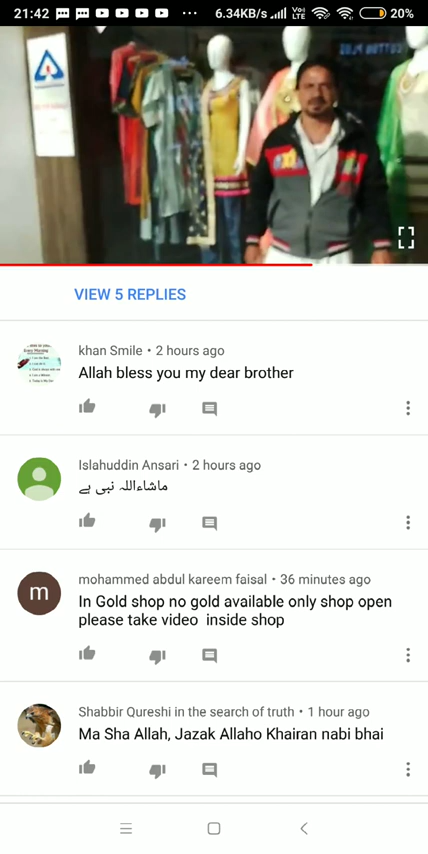 21:42
6.34KB/s
Vo)
LTE
20%
VIEW 5 REPLIES
khan Smile • 2 hours ago
Allah bless you my dear brother
Islahuddin Ansari • 2 hours ago
ماشاءاللہ نبی ہے
m
mohammed abdul kareem faisal • 36 minutes ago
In Gold shop no gold available only shop open
please take video inside shop
Shabbir Qureshi in the search of truth • 1 hour ago
Ma Sha Allah, Jazak Allaho Khairan nabi bhai